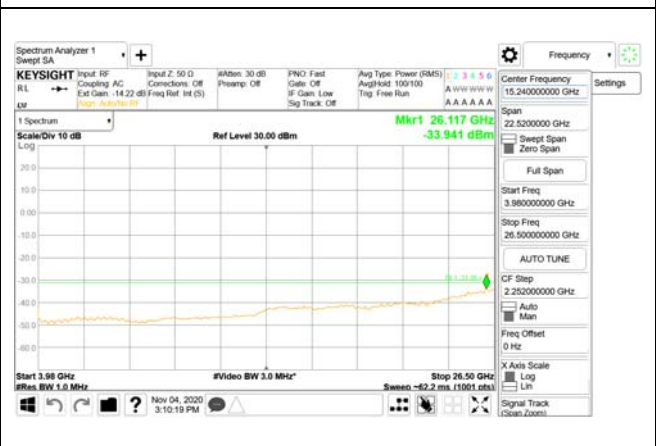 Spectrum Analyzer 1
Swept SA
Frequency
KEYSIGHT
RL
Input: RF
Coupling: AC
Ext Gain: -14.22 dB
Align: Auto/No RF
Input Z: 50 Ω
Corrections: Off
Freq Ref: Int (S)
#Atten: 30 dB
Preamp: Off
PNO: Fast
Gate: Off
IF Gain: Low
Sig Track: Off
Avg Type: Power (RMS)
Avg|Hold: 100/100
Trig: Free Run
1 2 3 4 5 6
A W W W W W
A A A A A A
Settings
1 Spectrum
Scale/Div 10 dB
Log
Ref Level 30.00 dBm
Mkr1 26.117 GHz
-33.941 dBm
20.0
10.0
0.00
-10.0
-20.0
-30.0
-40.0
-50.0
-60.0
Start 3.98 GHz
#Res BW 1.0 MHz
#Video BW 3.0 MHz*
Stop 26.50 GHz
Sweep ~62.2 ms (1001 pts)
Nov 04, 2020
3:10:19 PM
Center Frequency
15.240000000 GHz
Span
22.5200000 GHz
Swept Span
Zero Span
Full Span
Start Freq
3.980000000 GHz
Stop Freq
26.500000000 GHz
AUTO TUNE
CF Step
2.252000000 GHz
Auto
Man
Freq Offset
0 Hz
X Axis Scale
Log
Lin
Signal Track
(Span Zoom)